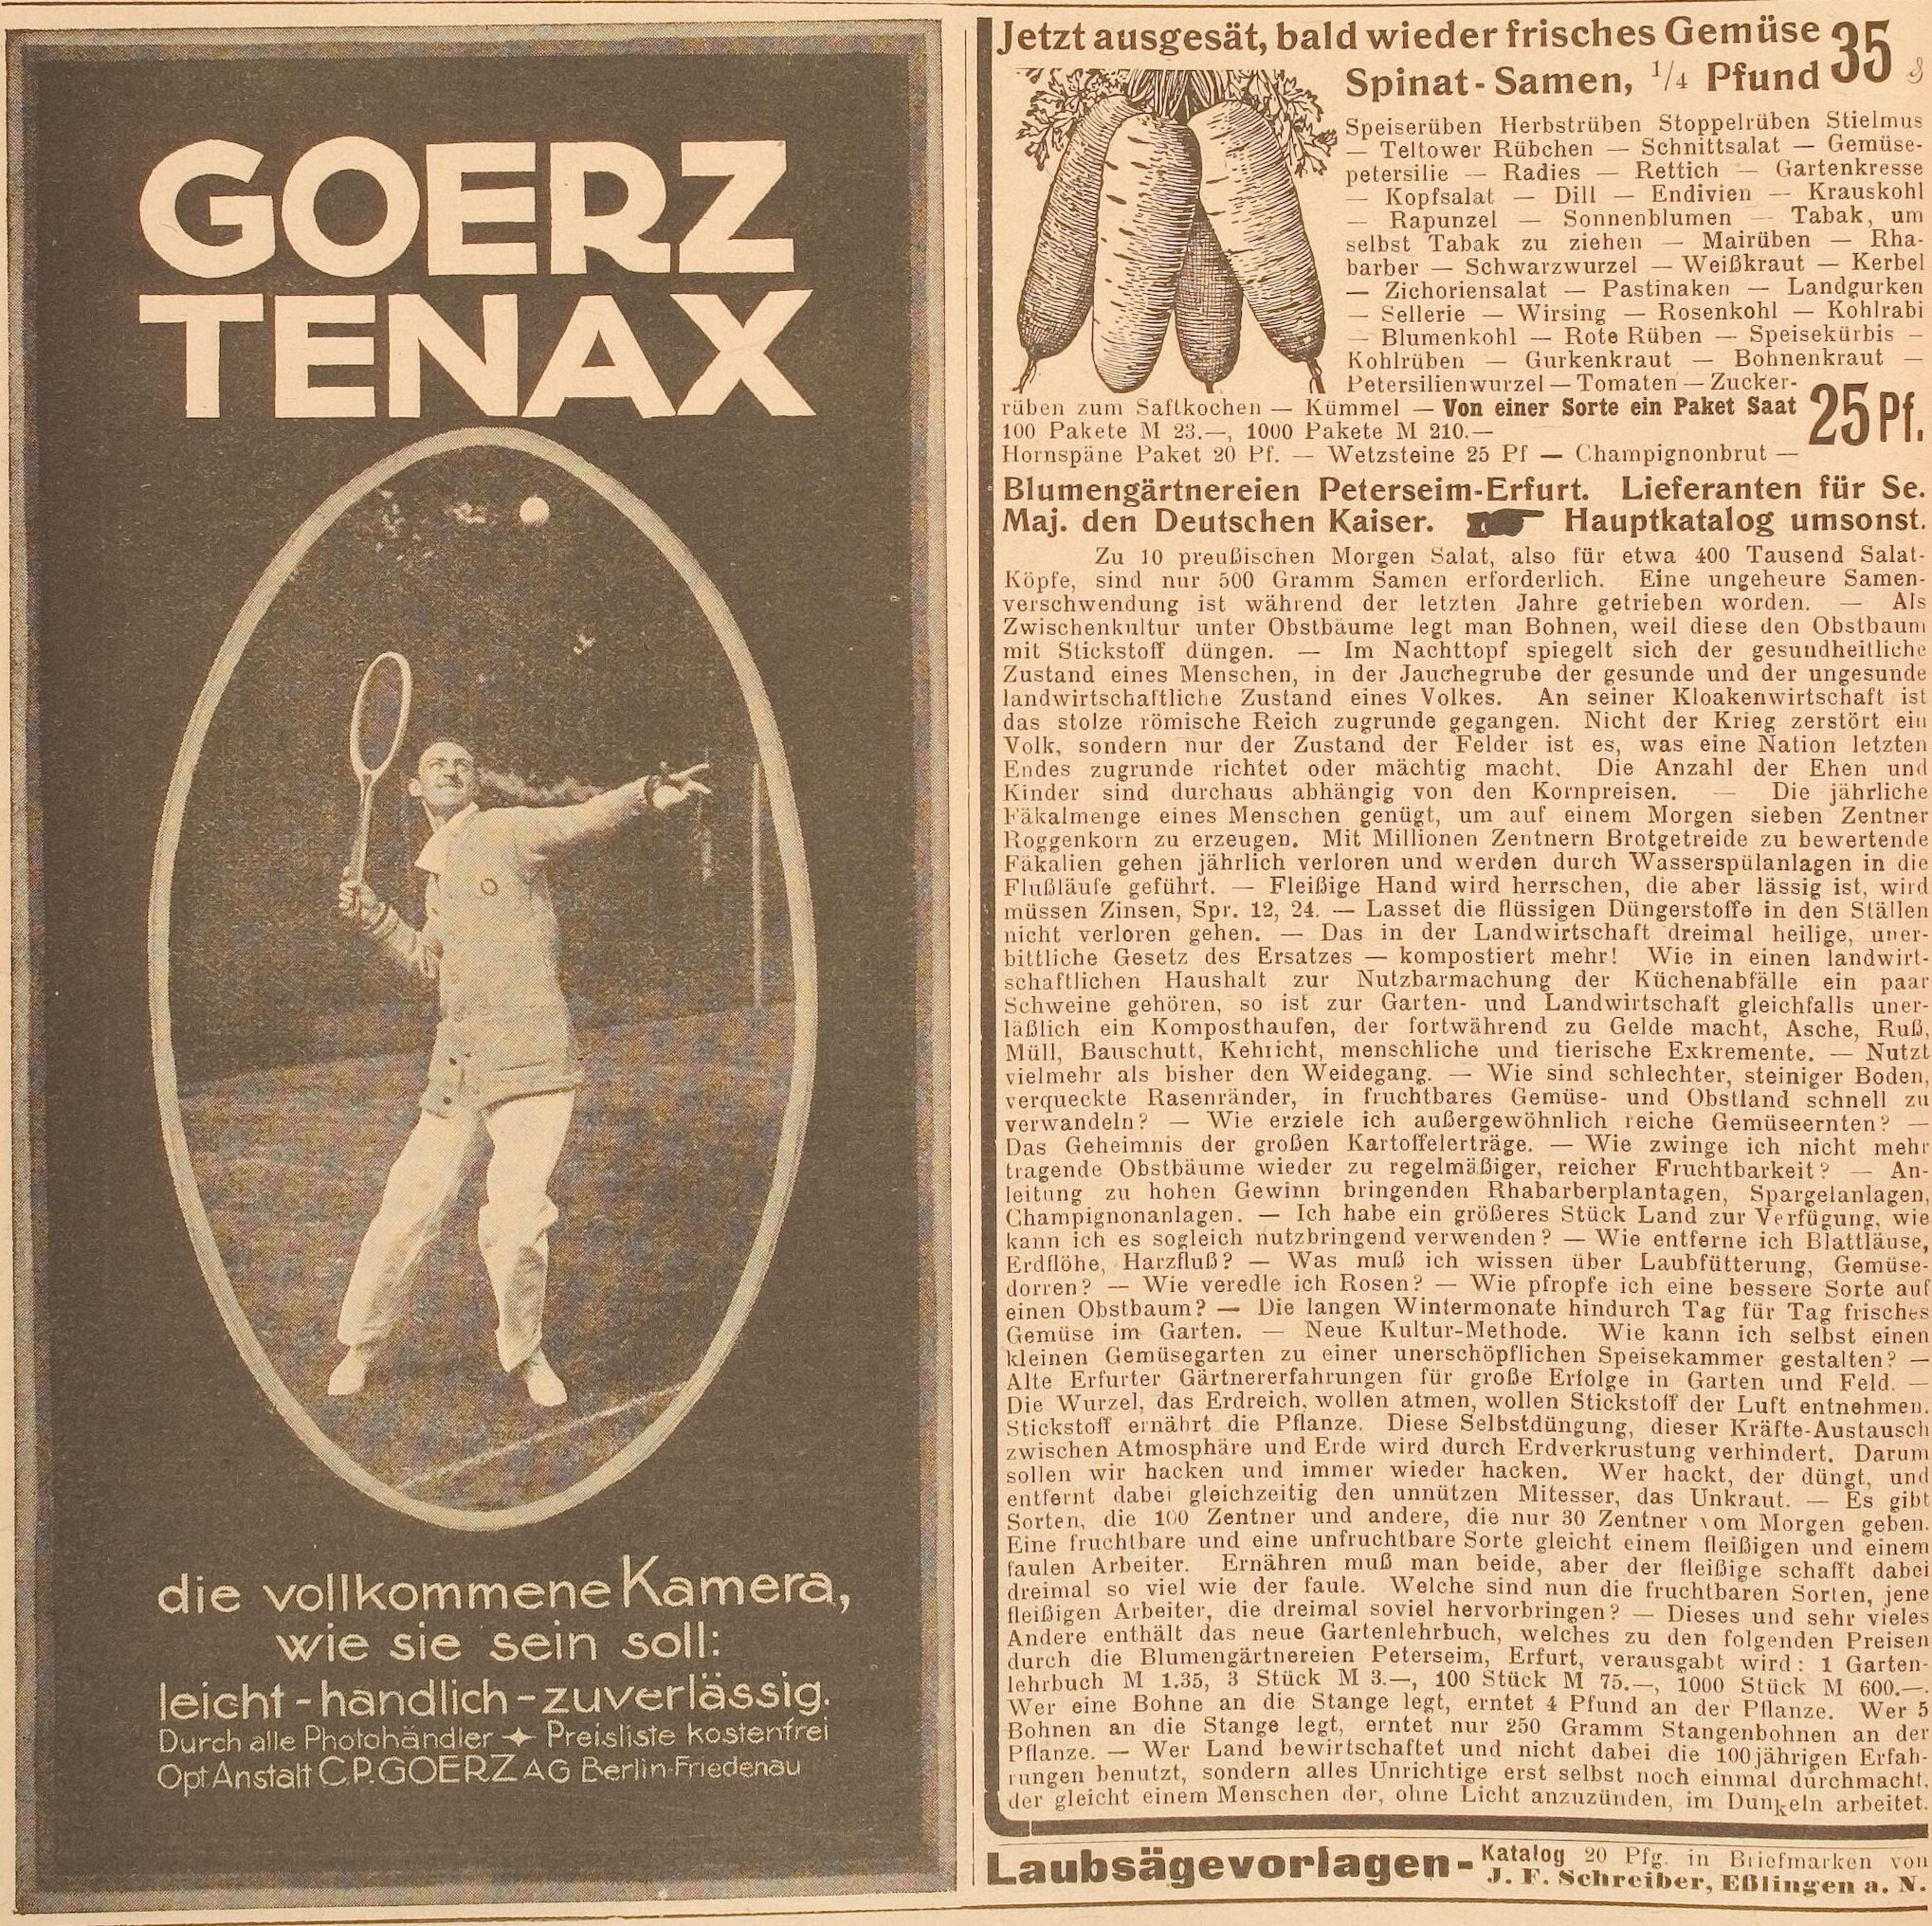 GOERZ
TENAX
die vollkommene Kamera,
wie sie sein soll:
leicht - handlich - zuverlässig.
Durch alle Photohändler ✦ Preisliste kostenfrei
Opt Anstalt C.P. GOERZ AG Berlin-Friedenau
Jetzt ausgesät, bald wieder frisches Gemüse 35
Spinat-Samen, 1/4 Pfund
Speiserüben Herbstrüben Stoppelrüben Stielmus
— Teltower Rübchen — Schnittsalat — Gemüse-
petersilie — Radies — Rettich — Gartenkresse
— Kopfsalat — Dill — Endivien — Krauskohl
— Rapunzel — Sonnenblumen — Tabak, um
selbst Tabak zu ziehen — Mairüben — Rha-
barber — Schwarzwurzel — Weißkraut — Kerbel
— Zichoriensalat — Pastinaken — Landgurken
— Sellerie — Wirsing — Rosenkohl — Kohlrabi
— Blumenkohl — Rote Rüben — Speisekürbis —
Kohlrüben — Gurkenkraut — Bohnenkraut —
Petersilienwurzel — Tomaten — Zucker-
rüben zum Saftkochen — Kümmel — Von einer Sorte ein Paket Saat 25 Pf.
100 Pakete M 23.—, 1000 Pakete M 210.—
Hornspäne Paket 20 Pf. — Wetzsteine 25 Pf — Champignonbrut —
Blumengärtnereien Peterseim-Erfurt. Lieferanten für Se.
Maj. den Deutschen Kaiser. Hauptkatalog umsonst.
Zu 10 preußischen Morgen Salat, also für etwa 400 Tausend Salat-
Köpfe, sind nur 500 Gramm Samen erforderlich. Eine ungeheure Samen-
verschwendung ist während der letzten Jahre getrieben worden. — Als
Zwischenkultur unter Obstbäume legt man Bohnen, weil diese den Obstbaum
mit Stickstoff düngen. — Im Nachttopf spiegelt sich der gesundheitliche
Zustand eines Menschen, in der Jauchegrube der gesunde und der ungesunde
landwirtschaftliche Zustand eines Volkes. An seiner Kloakenwirtschaft ist
das stolze römische Reich zugrunde gegangen. Nicht der Krieg zerstört ein
Volk, sondern nur der Zustand der Felder ist es, was eine Nation letzten
Endes zugrunde richtet oder mächtig macht. Die Anzahl der Ehen und
Kinder sind durchaus abhängig von den Kornpreisen. — Die jährliche
Fäkalmenge eines Menschen genügt, um auf einem Morgen sieben Zentner
Roggenkorn zu erzeugen. Mit Millionen Zentnern Brotgetreide zu bewertende
Fäkalien gehen jährlich verloren und werden durch Wasserspülanlagen in die
Flußläufe geführt. — Fleißige Hand wird herrschen, die aber lässig ist, wird
müssen Zinsen, Spr. 12, 24. — Lasset die flüssigen Düngerstoffe in den Ställen
nicht verloren gehen. — Das in der Landwirtschaft dreimal heilige, uner-
bittliche Gesetz des Ersatzes — kompostiert mehr! Wie in einen landwirt-
schaftlichen Haushalt zur Nutzbarmachung der Küchenabfälle ein paar
Schweine gehören, so ist zur Garten- und Landwirtschaft gleichfalls uner-
läßlich ein Komposthaufen, der fortwährend zu Gelde macht, Asche, Ruß,
Müll, Bauschutt, Kehricht, menschliche und tierische Exkremente. — Nutzt
vielmehr als bisher den Weidegang. — Wie sind schlechter, steiniger Boden,
verqueckte Rasenränder, in fruchtbares Gemüse- und Obstland schnell zu
verwandeln? — Wie erziele ich außergewöhnlich reiche Gemüseernten? —
Das Geheimnis der großen Kartoffelerträge. — Wie zwinge ich nicht mehr
tragende Obstbäume wieder zu regelmäßiger, reicher Fruchtbarkeit? — An-
leitung zu hohen Gewinn bringenden Rhabarberplantagen, Spargelanlagen,
Champignonanlagen. — Ich habe ein größeres Stück Land zur Verfügung, wie
kann ich es sogleich nutzbringend verwenden? — Wie entferne ich Blattläuse,
Erdflöhe, Harzfluß? — Was muß ich wissen über Laubfütterung, Gemüse-
dorren? — Wie veredle ich Rosen? — Wie pfropfe ich eine bessere Sorte auf
einen Obstbaum? — Die langen Wintermonate hindurch Tag für Tag frisches
Gemüse im Garten. — Neue Kultur-Methode. Wie kann ich selbst einen
kleinen Gemüsegarten zu einer unerschöpflichen Speisekammer gestalten? —
Alte Erfurter Gärtnererfahrungen für große Erfolge in Garten und Feld. —
Die Wurzel, das Erdreich, wollen atmen, wollen Stickstoff der Luft entnehmen.
Stickstoff ernährt die Pflanze. Diese Selbstdüngung, dieser Kräfte-Austausch
zwischen Atmosphäre und Erde wird durch Erdverkrustung verhindert. Darum
sollen wir hacken und immer wieder hacken. Wer hackt, der düngt, und
entfernt dabei gleichzeitig den unnützen Mitesser, das Unkraut. — Es gibt
Sorten, die 100 Zentner und andere, die nur 30 Zentner vom Morgen geben.
Eine fruchtbare und eine unfruchtbare Sorte gleicht einem fleißigen und einem
faulen Arbeiter. Ernähren muß man beide, aber der fleißige schafft dabei
dreimal so viel wie der faule. Welche sind nun die fruchtbaren Sorten, jene
fleißigen Arbeiter, die dreimal soviel hervorbringen? — Dieses und sehr vieles
Andere enthält das neue Gartenlehrbuch, welches zu den folgenden Preisen
durch die Blumengärtnereien Peterseim, Erfurt, verausgabt wird: 1 Garten-
lehrbuch M 1.35, 3 Stück M 3.—, 100 Stück M 75.—, 1000 Stück M 600.—.
Wer eine Bohne an die Stange legt, erntet 4 Pfund an der Pflanze. Wer 5
Bohnen an die Stange legt, erntet nur 250 Gramm Stangenbohnen an der
Pflanze. — Wer Land bewirtschaftet und nicht dabei die 100jährigen Erfah-
rungen benutzt, sondern alles Unrichtige erst selbst noch einmal durchmacht,
der gleicht einem Menschen der, ohne Licht anzuzünden, im Dunkeln arbeitet.
Laubsägevorlagen- Katalog 20 Pfg. in Briefmarken von
J. F. Schreiber, Eßlingen a. N.